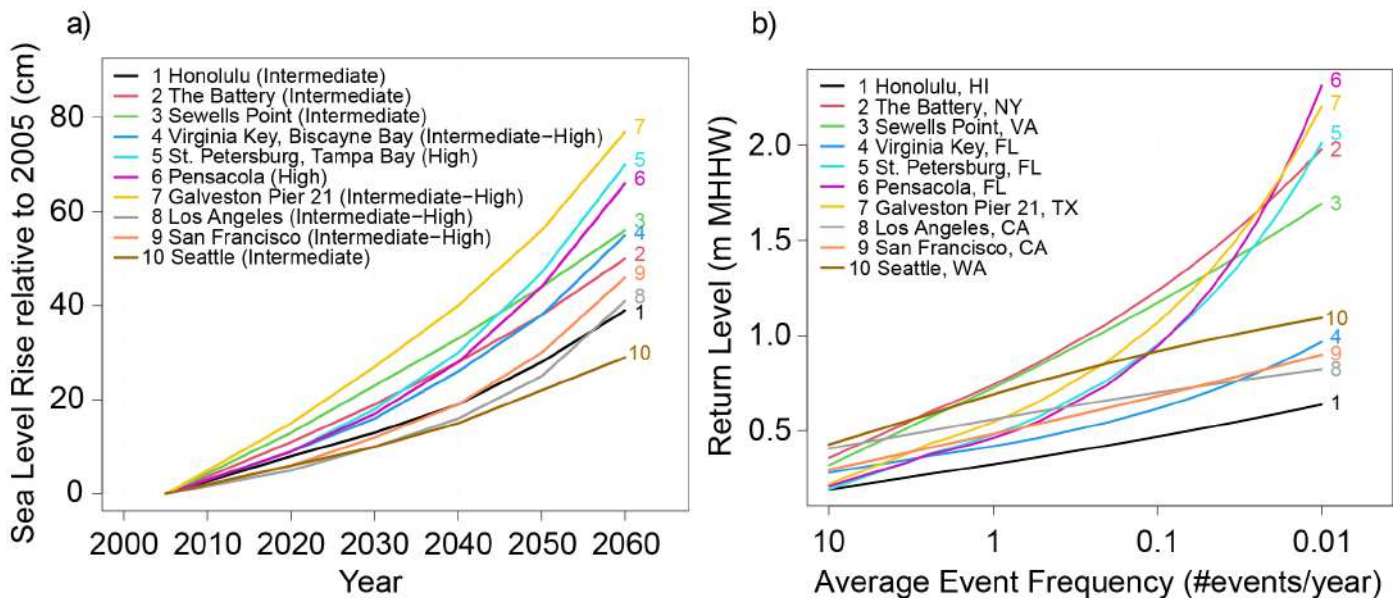 a)
Sea Level Rise relative to 2005 (cm)
80
60
40
20
0
1 Honolulu (Intermediate)
2 The Battery (Intermediate)
3 Sewells Point (Intermediate)
4 Virginia Key, Biscayne Bay (Intermediate−High)
5 St. Petersburg, Tampa Bay (High)
6 Pensacola (High)
7 Galveston Pier 21 (Intermediate−High)
8 Los Angeles (Intermediate−High)
9 San Francisco (Intermediate−High)
10 Seattle (Intermediate)
7
5
6
3
4
2
9
8
1
10
2000 2010 2020 2030 2040 2050 2060
Year
b)
Return Level (m MHHW)
2.0
1.5
1.0
0.5
1 Honolulu, HI
2 The Battery, NY
3 Sewells Point, VA
4 Virginia Key, FL
5 St. Petersburg, FL
6 Pensacola, FL
7 Galveston Pier 21, TX
8 Los Angeles, CA
9 San Francisco, CA
10 Seattle, WA
6
7
5
2
3
10
4
9
8
1
10 1 0.1 0.01
Average Event Frequency (#events/year)